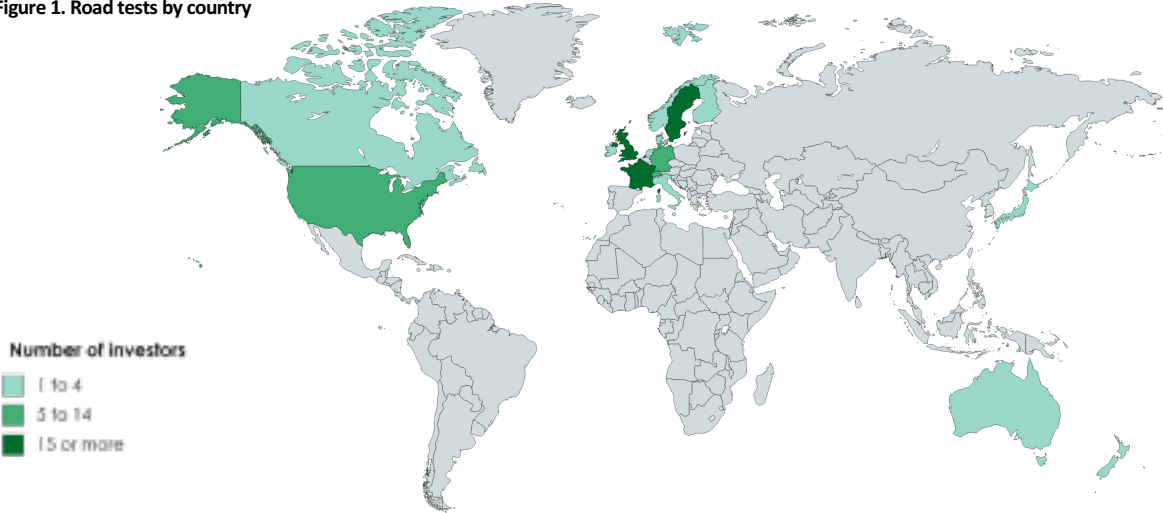 Figure 1. Road tests by country
Number of investors
1 to 4
5 to 14
15 or more